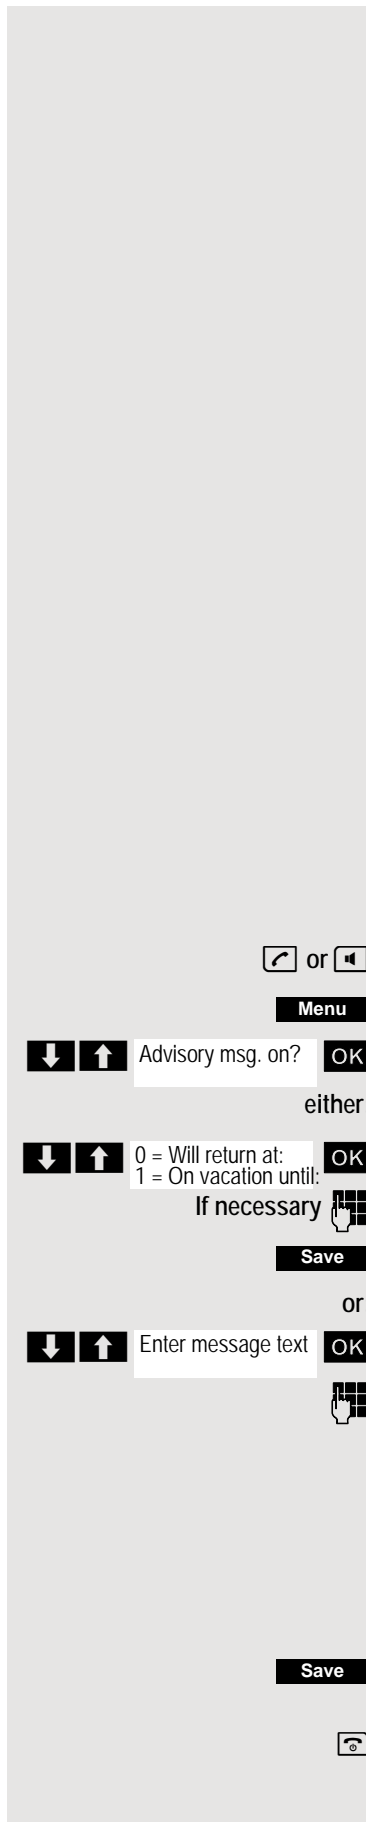 or
Menu
Advisory msg. on? OK
either
0 = Will return at: OK
1 = On vacation until:
If necessary
Save
or
Enter message text OK
Save